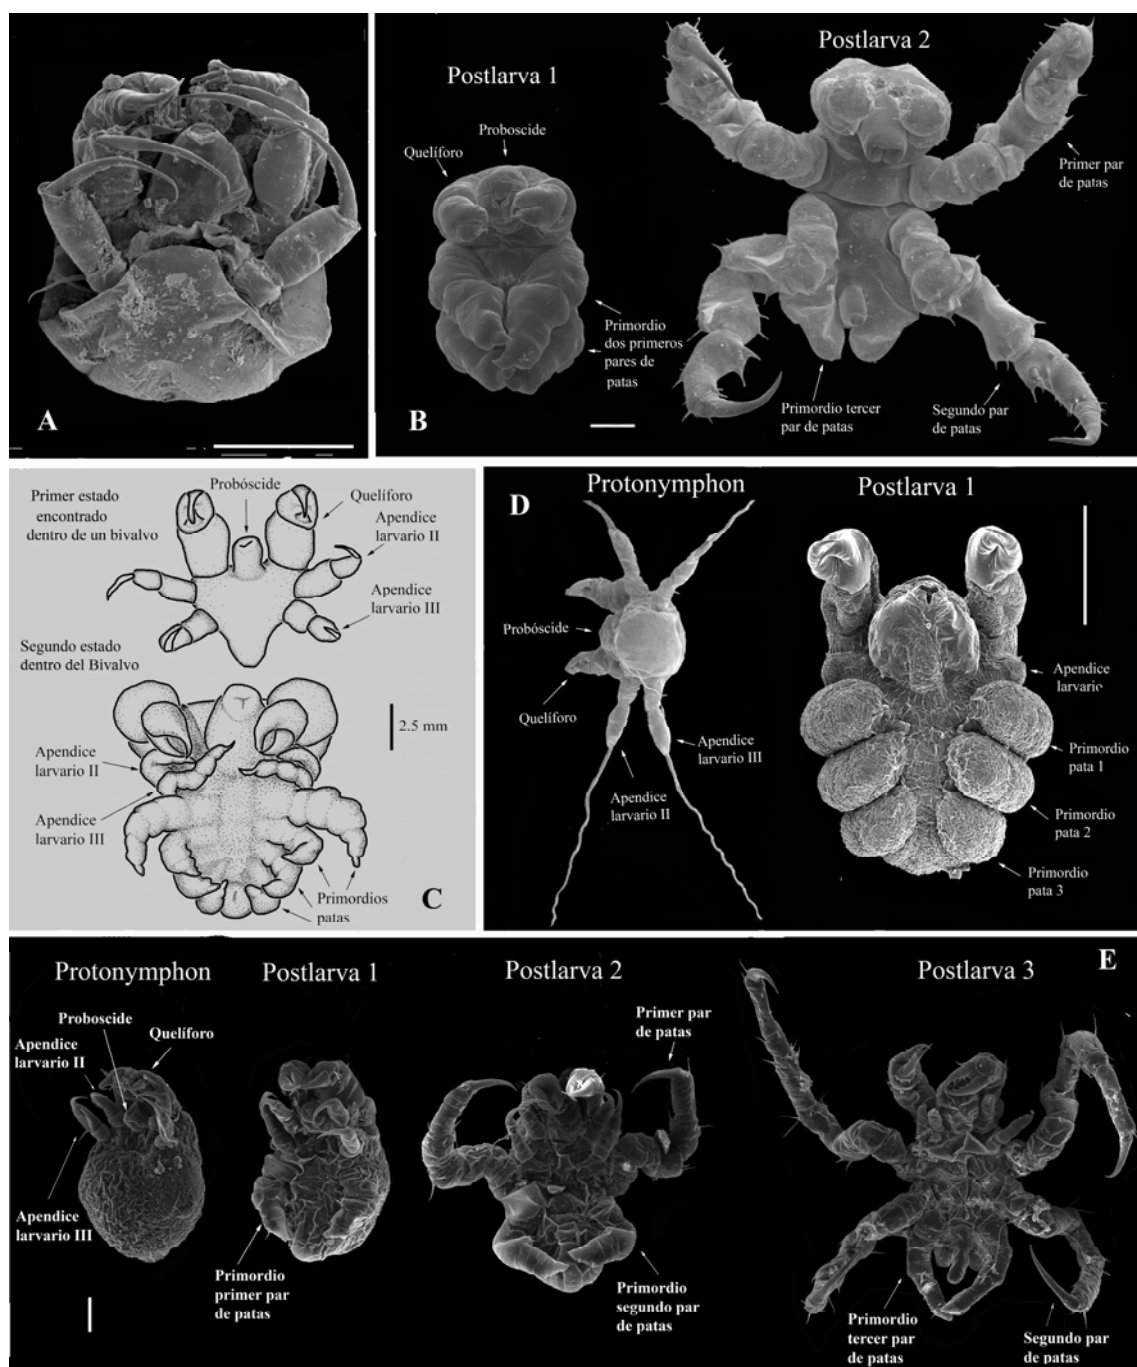 A
B
Postlarva 1
Proboscide
Quelíforo
Primordio
dos primeros
pares de
patas
Postlarva 2
Primer par
de patas
Primordio tercer
par de patas
Segundo par
de patas
Primer estado
encontrado
dentro de un bivalvo
Probóscide
Quelíforo
Apendice
larvario II
Apendice
larvario III
Segundo estado
dentro del Bivalvo
2.5 mm
Apendice
larvario II
Apendice
larvario III
Primordios
patas
C
D
Protonymphon
Probóscide
Quelíforo
Apendice
larvario III
Apendice
larvario II
Postlarva 1
Apendice
larvario
Primordio
pata 1
Primordio
pata 2
Primordio
pata 3
E
Protonymphon
Proboscide
Quelíforo
Apendice
larvario II
Apendice
larvario III
Postlarva 1
Primordio
primer par
de patas
Postlarva 2
Primer par
de patas
Primordio
segundo par
de patas
Postlarva 3
Primordio
tercer par
de patas
Segundo par
de patas